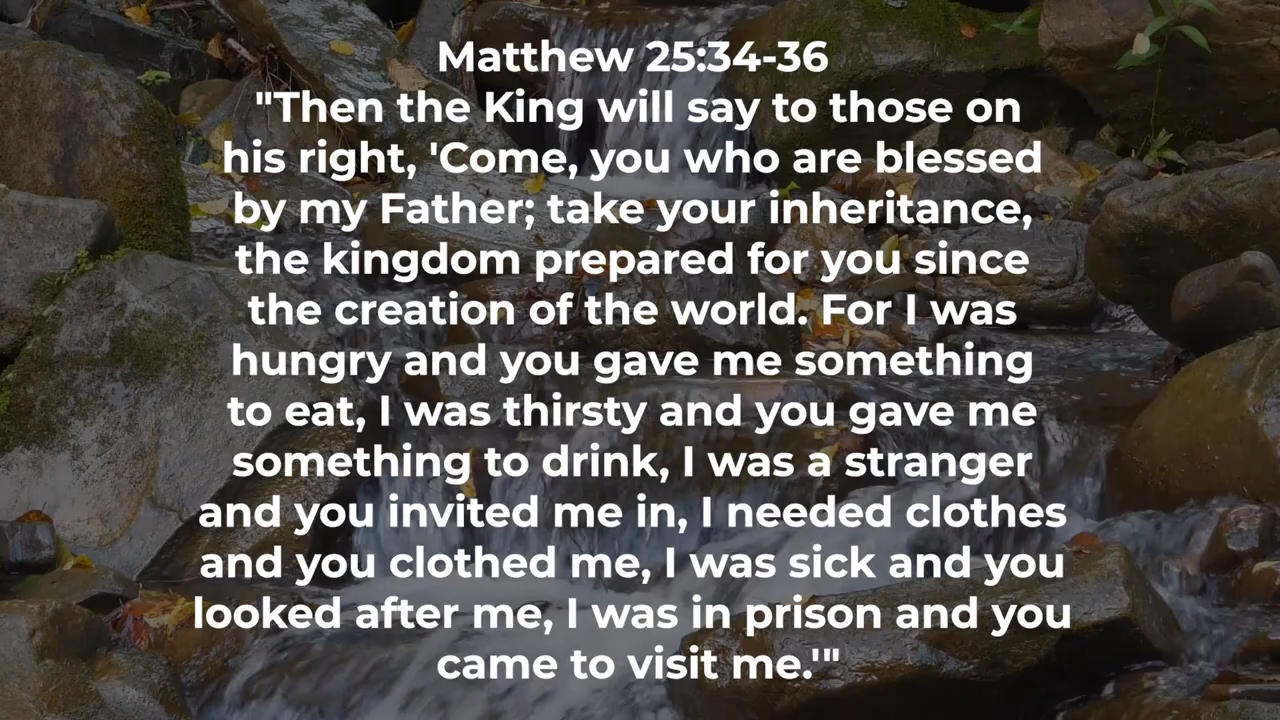 Matthew 25:34-36
"Then the King will say to those on
his right, 'Come, you who are blessed
by my Father; take your inheritance,
the kingdom prepared for you since
the creation of the world. For I was
hungry and you gave me something
to eat, I was thirsty and you gave me
something to drink, I was a stranger
and you invited me in, I needed clothes
and you clothed me, I was sick and you
looked after me, I was in prison and you
came to visit me.'"